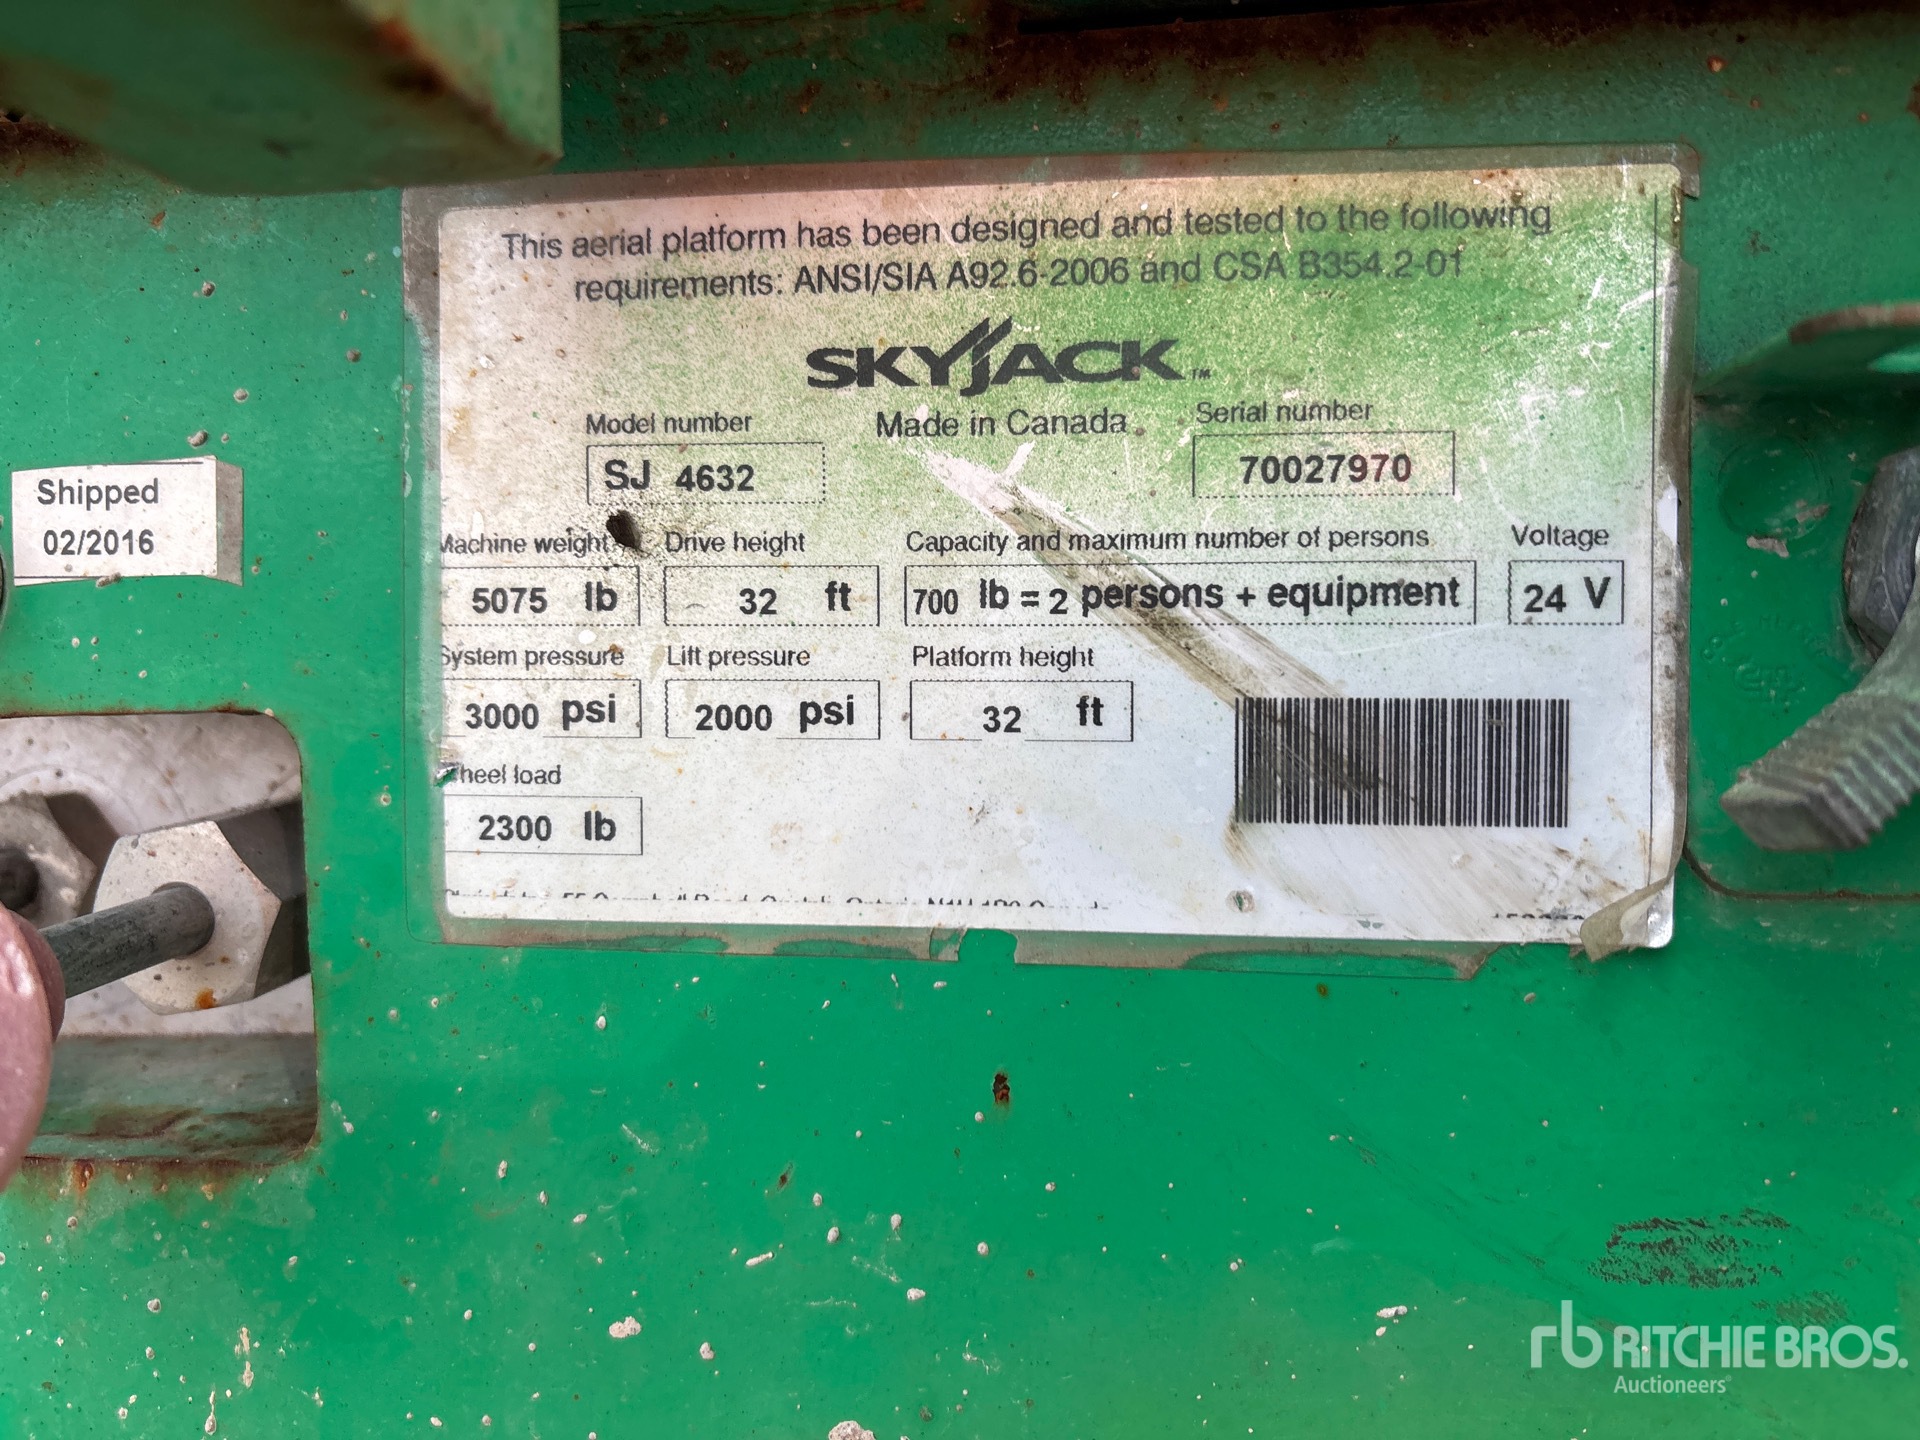 This aerial platform has been designed and tested to the following
requirements: ANSI/SIA A92.6-2006 and CSA B354.2-01
SKYJACK™
Made in Canada
Model number
SJ 4632
Serial number
70027970
Shipped
02/2016
Machine weight
5075 lb
Drive height
32 ft
Capacity and maximum number of persons
700 lb = 2 persons + equipment
Voltage
24 V
System pressure
3000 psi
Lift pressure
2000 psi
Platform height
32 ft
heel load
2300 lb
rb RITCHIE BROS.
Auctioneers